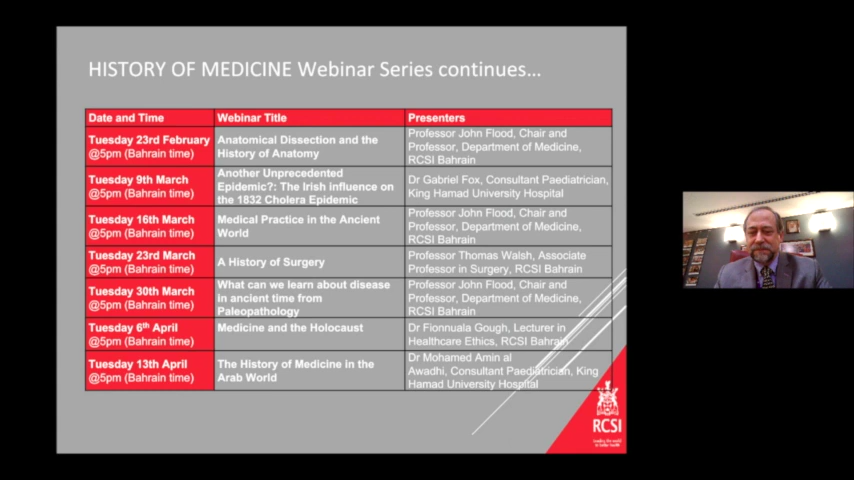 HISTORY OF MEDICINE Webinar Series continues...
Date and Time
Webinar Title
Presenters
Tuesday 23rd February
@5pm (Bahrain time)
Anatomical Dissection and the
History of Anatomy
Professor John Flood, Chair and
Professor, Department of Medicine,
RCSI Bahrain
Tuesday 9th March
@5pm (Bahrain time)
Another Unprecedented
Epidemic?: The Irish influence on
the 1832 Cholera Epidemic
Dr Gabriel Fox, Consultant Paediatrician,
King Hamad University Hospital
Tuesday 16th March
@5pm (Bahrain time)
Medical Practice in the Ancient
World
Professor John Flood, Chair and
Professor, Department of Medicine,
RCSI Bahrain
Tuesday 23rd March
@5pm (Bahrain time)
A History of Surgery
Professor Thomas Walsh, Associate
Professor in Surgery, RCSI Bahrain
Tuesday 30th March
@5pm (Bahrain time)
What can we learn about disease
in ancient time from
Paleopathology
Professor John Flood, Chair and
Professor, Department of Medicine,
RCSI Bahrain
Tuesday 6th April
@5pm (Bahrain time)
Medicine and the Holocaust
Dr Fionnuala Gough, Lecturer in
Healthcare Ethics, RCSI Bahrain
Tuesday 13th April
@5pm (Bahrain time)
The History of Medicine in the
Arab World
Dr Mohamed Amin al
Awadhi, Consultant Paediatrician, King
Hamad University Hospital
RCSI